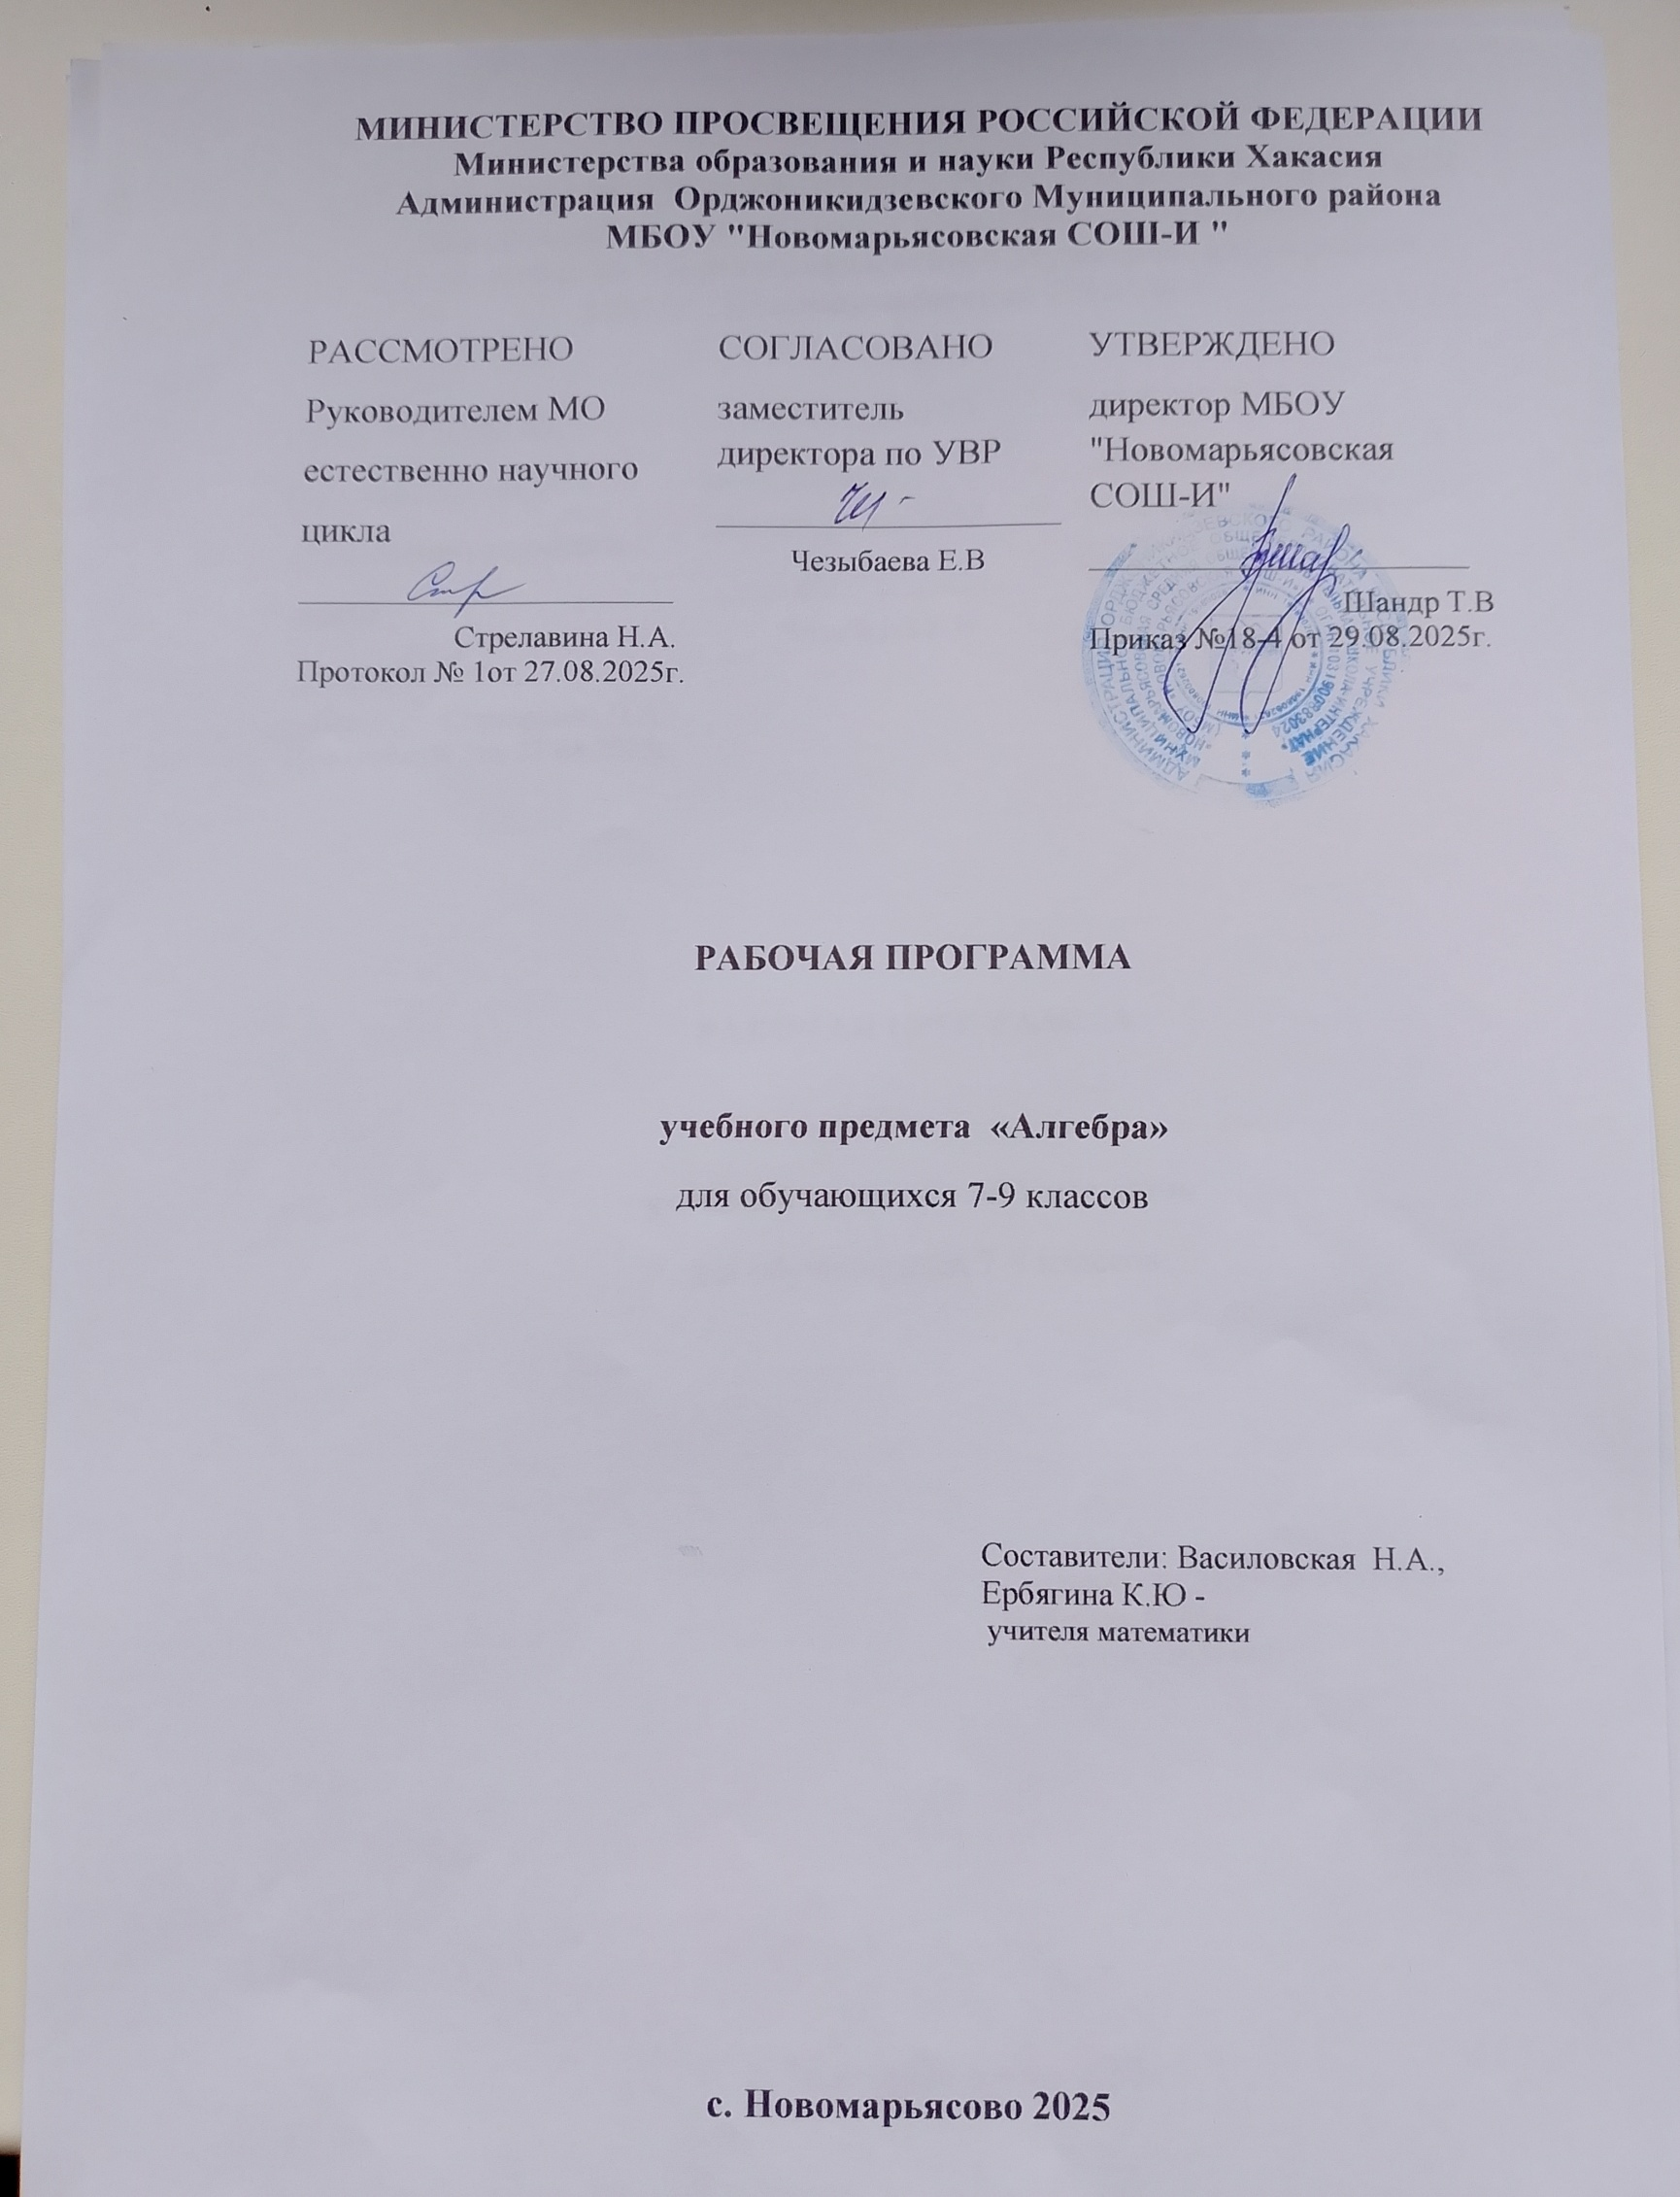 МИНИСТЕРСТВО ПРОСВЕЩЕНИЯ РОССИЙСКОЙ ФЕДЕРАЦИИ
Министерства образования и науки Республики Хакасия
Администрация  Орджоникидзевского Муниципального района
МБОУ "Новомарьясовская СОШ-И "
РАССМОТРЕНО
Руководителем МО
естественно научного
цикла
Стрелавина Н.А.
Протокол № 1от 27.08.2025г.
СОГЛАСОВАНО
заместитель
директора по УВР
Чезыбаева Е.В
УТВЕРЖДЕНО
директор МБОУ
"Новомарьясовская
СОШ-И"
Шандр Т.В
Приказ №18-4 от 29.08.2025г.
РАБОЧАЯ ПРОГРАММА
учебного предмета  «Алгебра»
для обучающихся 7-9 классов
Составители: Василовская  Н.А.,
Ербягина К.Ю -
учителя математики
с. Новомарьясово 2025